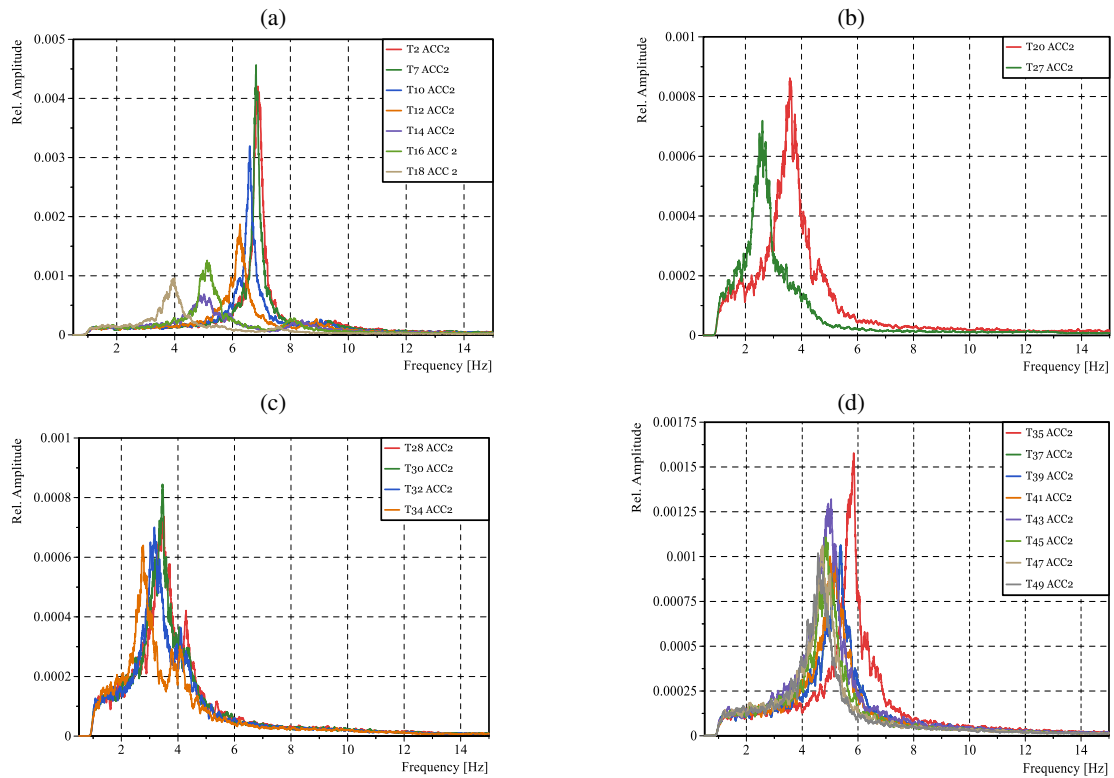 (a)
Rel. Amplitude
0.005
0.004
0.003
0.002
0.001
0
2 4 6 8 10 12 14
Frequency [Hz]
T2 ACC2
T7 ACC2
T10 ACC2
T12 ACC2
T14 ACC2
T16 ACC 2
T18 ACC 2
(b)
Rel. Amplitude
0.001
0.0008
0.0006
0.0004
0.0002
0
2 4 6 8 10 12 14
Frequency [Hz]
T20 ACC2
T27 ACC2
(c)
Rel. Amplitude
0.001
0.0008
0.0006
0.0004
0.0002
0
2 4 6 8 10 12 14
Frequency [Hz]
T28 ACC2
T30 ACC2
T32 ACC2
T34 ACC2
(d)
Rel. Amplitude
0.00175
0.0015
0.00125
0.001
0.00075
0.0005
0.00025
0
2 4 6 8 10 12 14
Frequency [Hz]
T35 ACC2
T37 ACC2
T39 ACC2
T41 ACC2
T43 ACC2
T45 ACC2
T47 ACC2
T49 ACC2